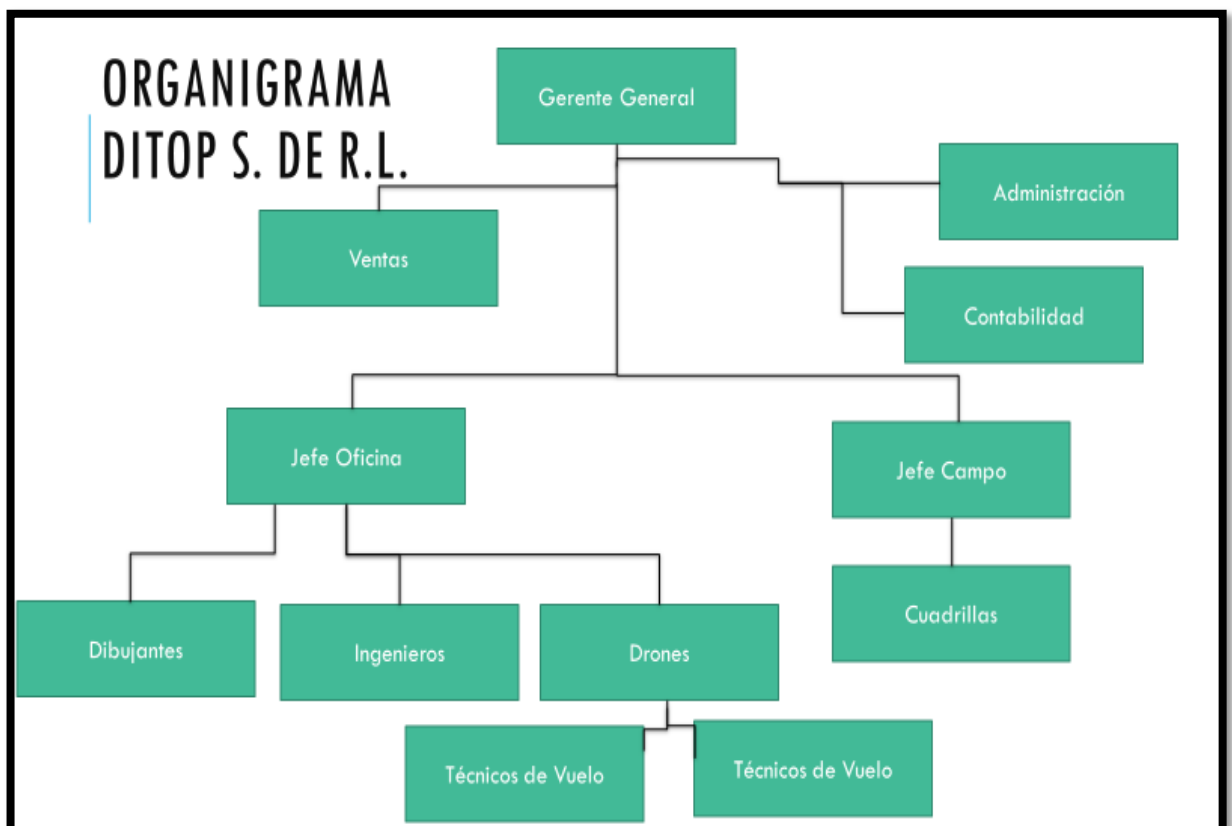 ORGANIGRAMA
DITOP S. DE R.L.
Gerente General
Administración
Ventas
Contabilidad
Jefe Oficina
Jefe Campo
Dibujantes
Ingenieros
Drones
Cuadrillas
Técnicos de Vuelo
Técnicos de Vuelo